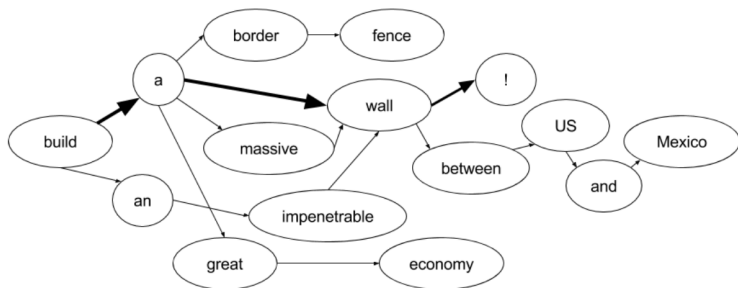 border
fence
a
!
wall
US
build
massive
Mexico
between
and
an
impenetrable
great
economy